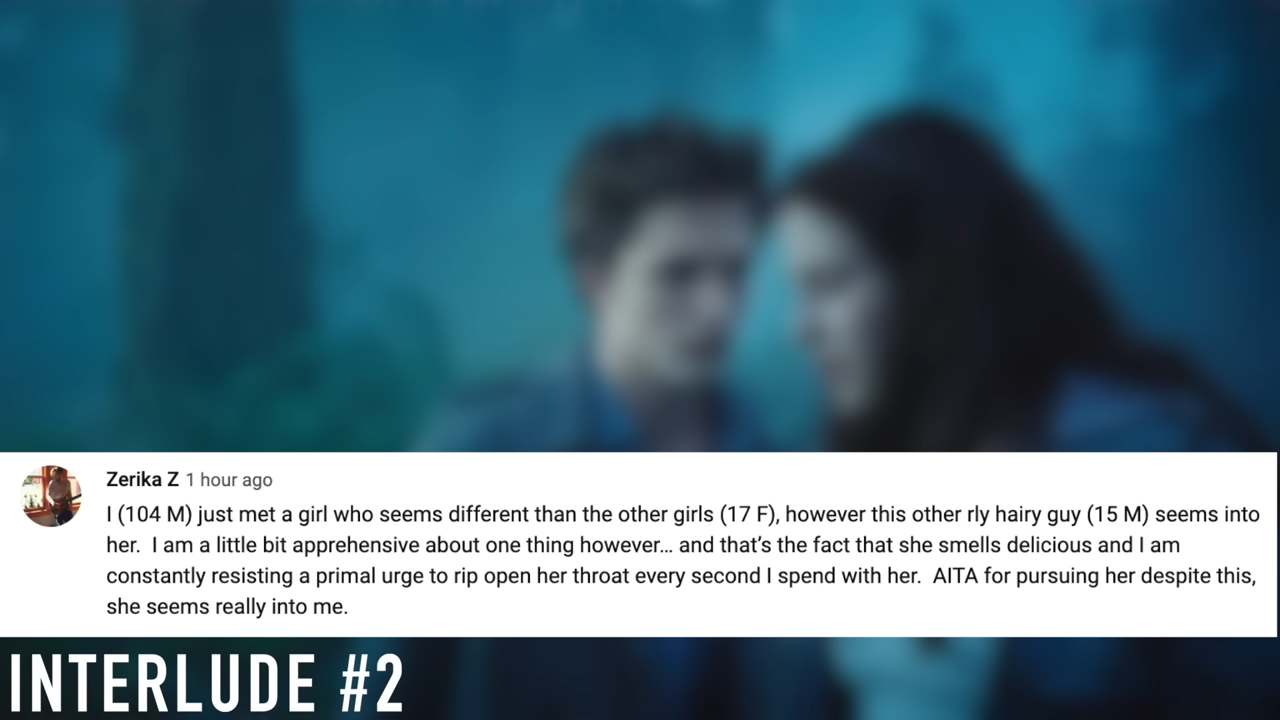 Zerika Z 1 hour ago
I (104 M) just met a girl who seems different than the other girls (17 F), however this other rly hairy guy (15 M) seems into
her.  I am a little bit apprehensive about one thing however... and that’s the fact that she smells delicious and I am
constantly resisting a primal urge to rip open her throat every second I spend with her.  AITA for pursuing her despite this,
she seems really into me.
INTERLUDE #2